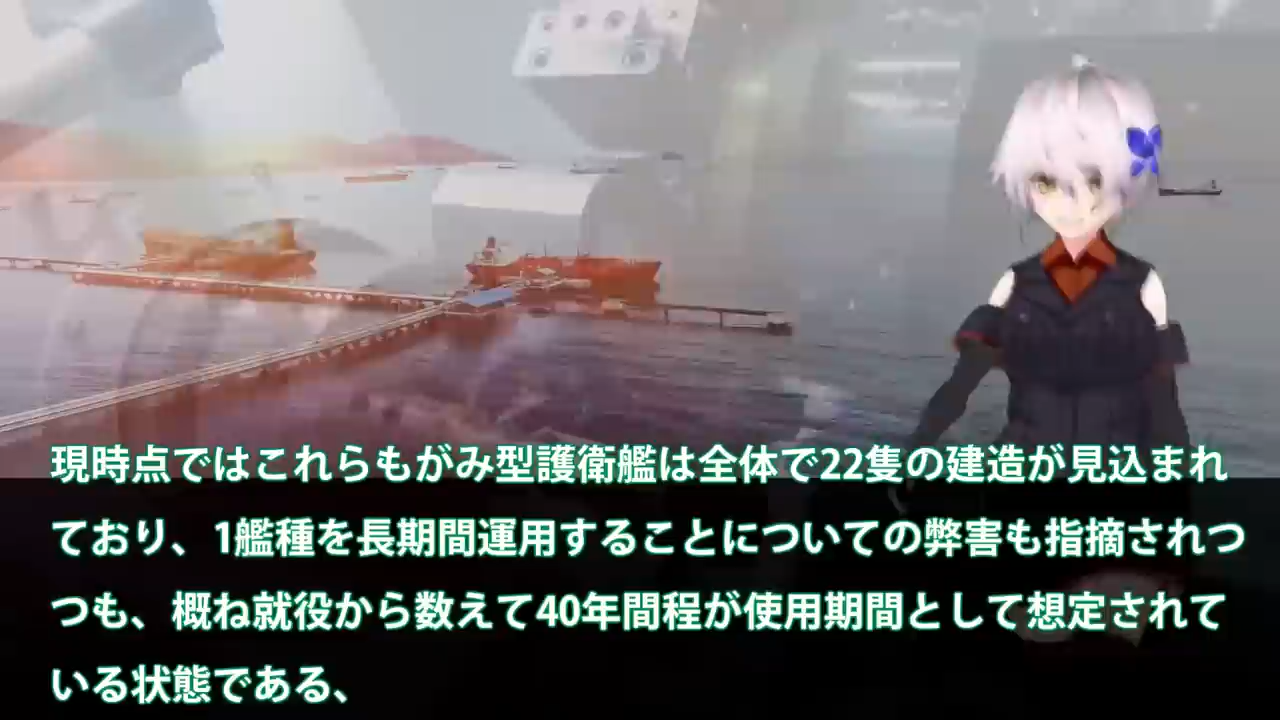 現時点ではこれらもがみ型護衛艦は全体で22隻の建造が見込まれ
ており、1艦種を長期間運用することについての弊害も指摘されつ
つも、概ね就役から数えて40年間程が使用期間として想定されて
いる状態である、